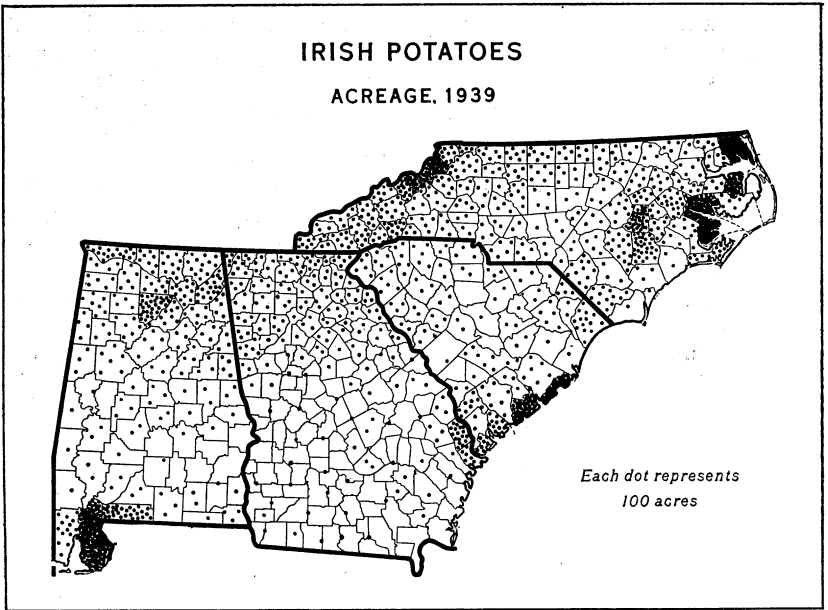 IRISH POTATOES
ACREAGE, 1939
Each dot represents
100 acres